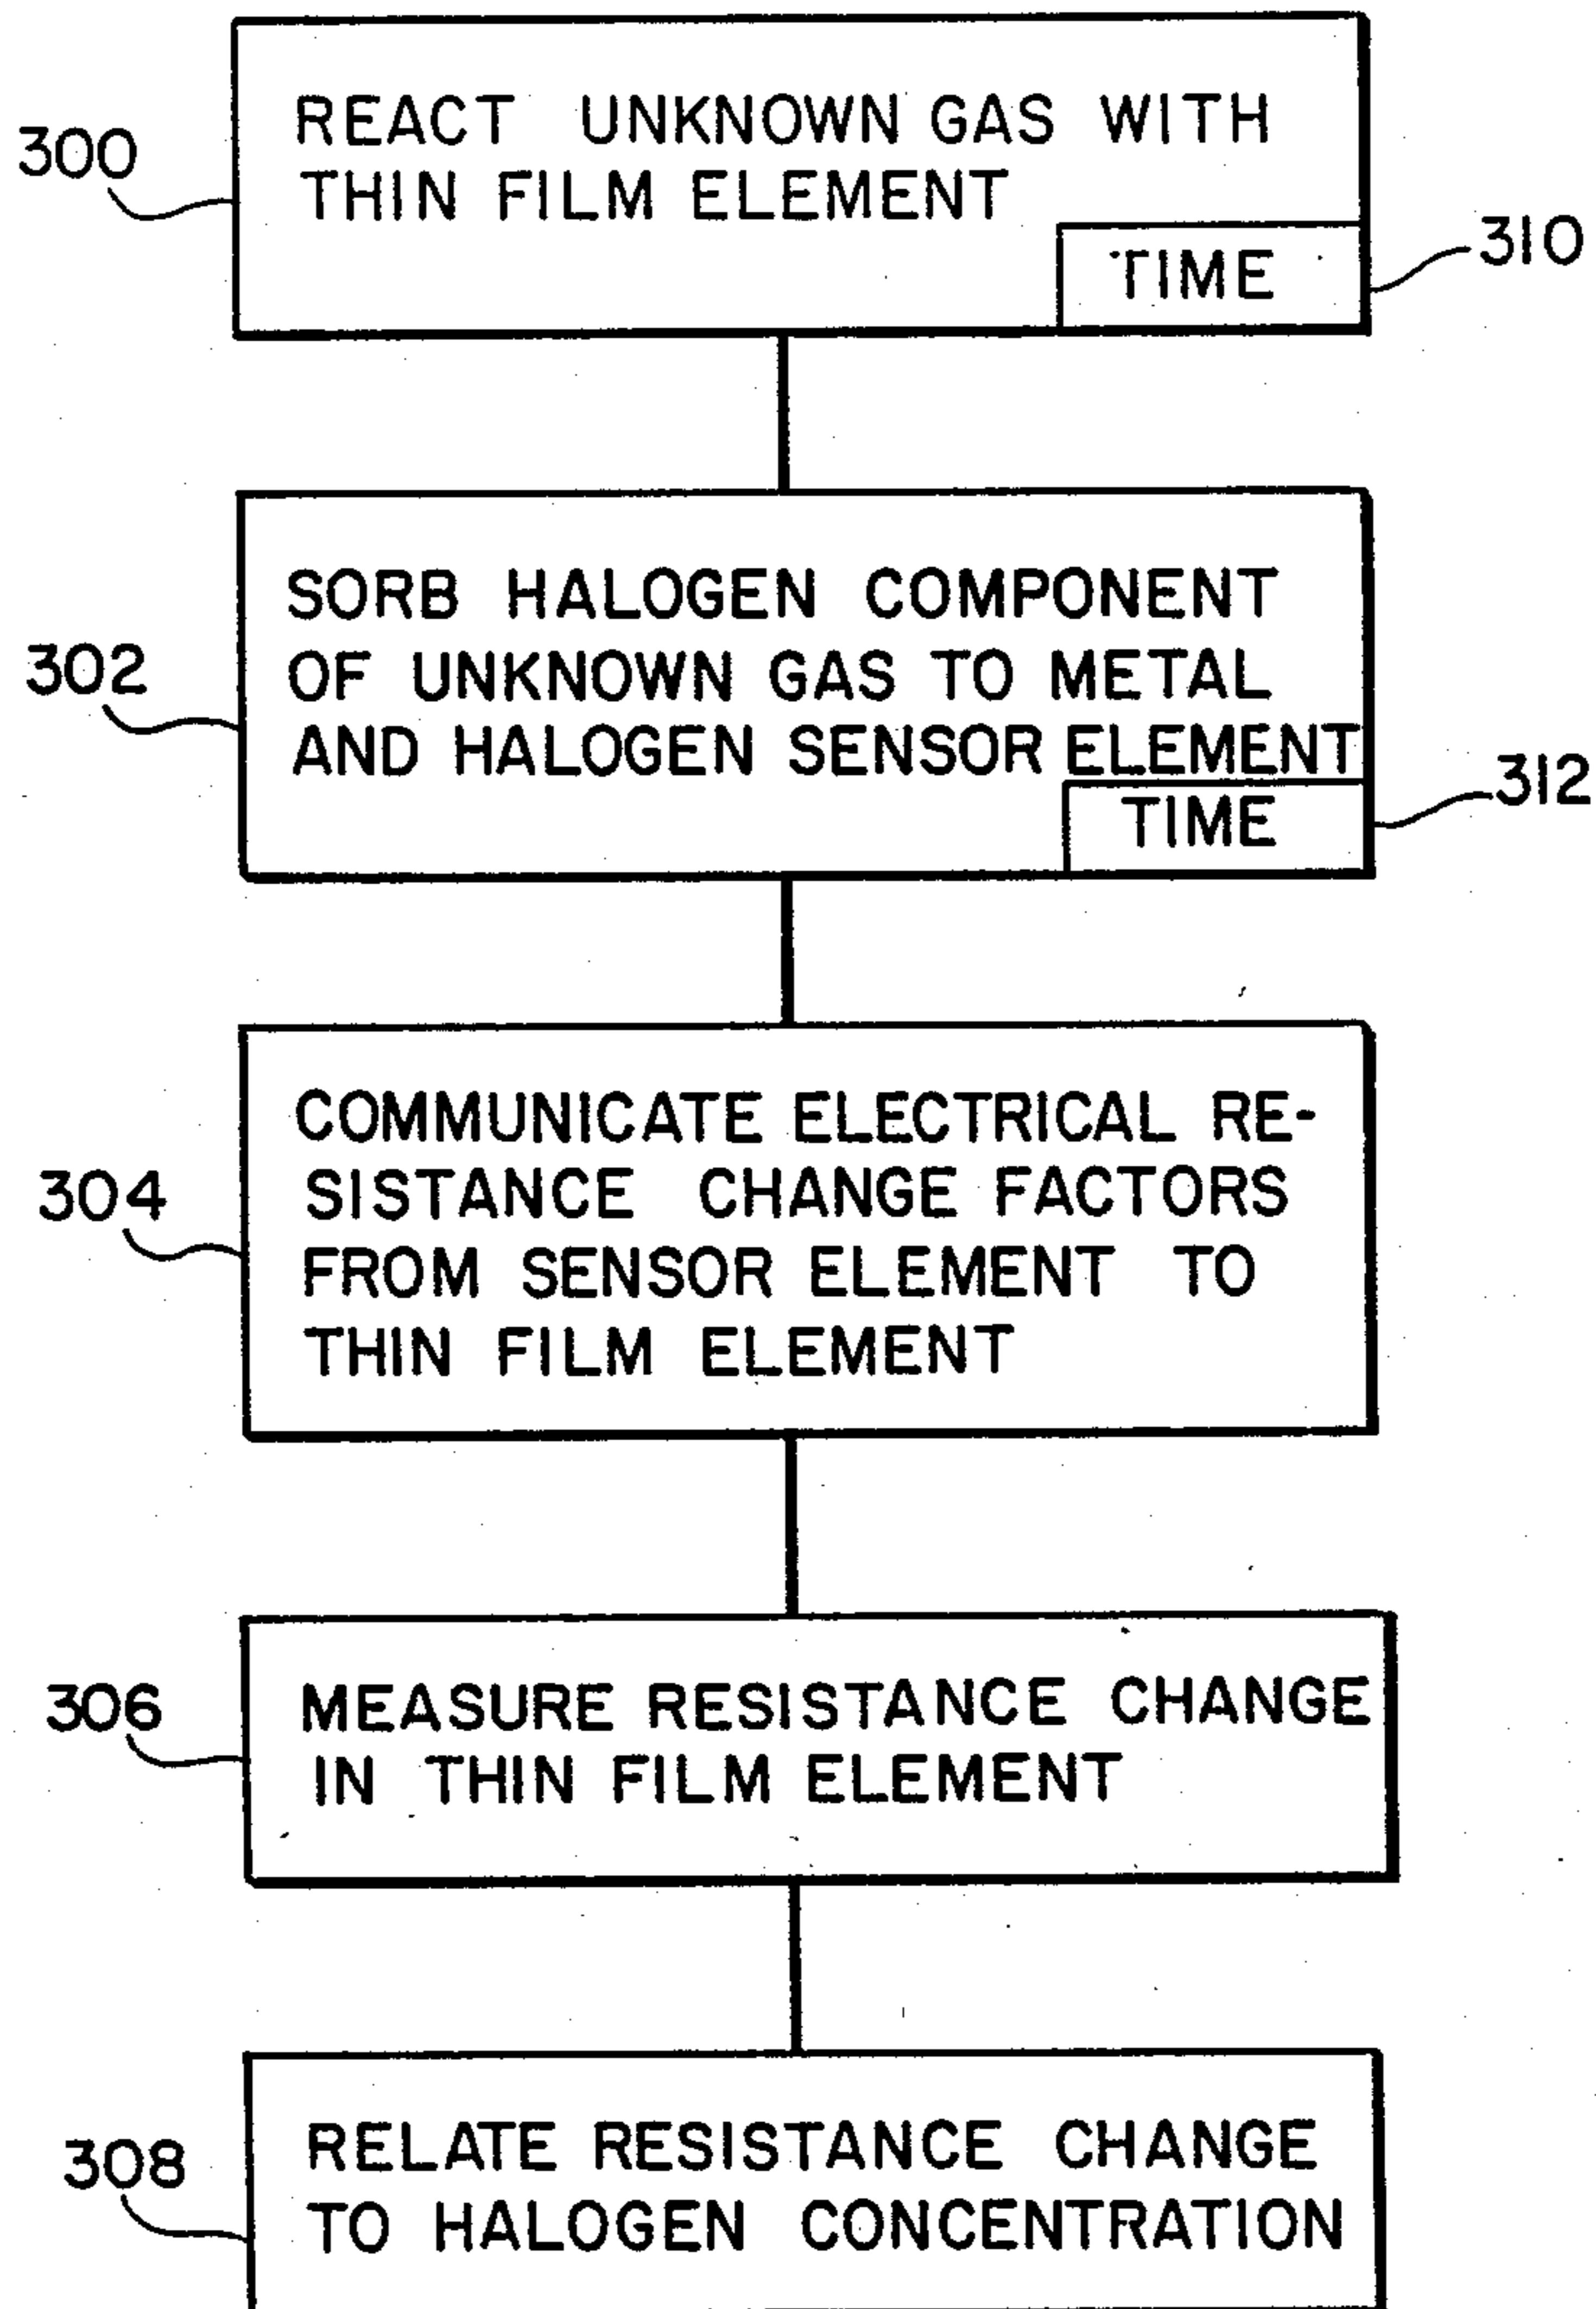 REACT UNKNOWN GAS WITH
THIN FILM ELEMENT
300
TIME
310
SORB HALOGEN COMPONENT
OF UNKNOWN GAS TO METAL
AND HALOGEN SENSOR ELEMENT
302
TIME
312
COMMUNICATE ELECTRICAL RE-
SISTANCE CHANGE FACTORS
FROM SENSOR ELEMENT TO
THIN FILM ELEMENT
304
MEASURE RESISTANCE CHANGE
IN THIN FILM ELEMENT
306
RELATE RESISTANCE CHANGE
TO HALOGEN CONCENTRATION
308